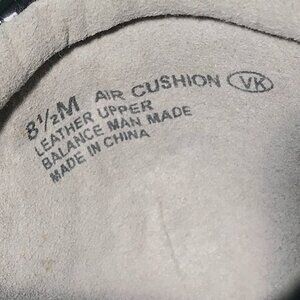 8½M AIR CUSHION VK
LEATHER UPPER
BALANCE MAN MADE
MADE IN CHINA